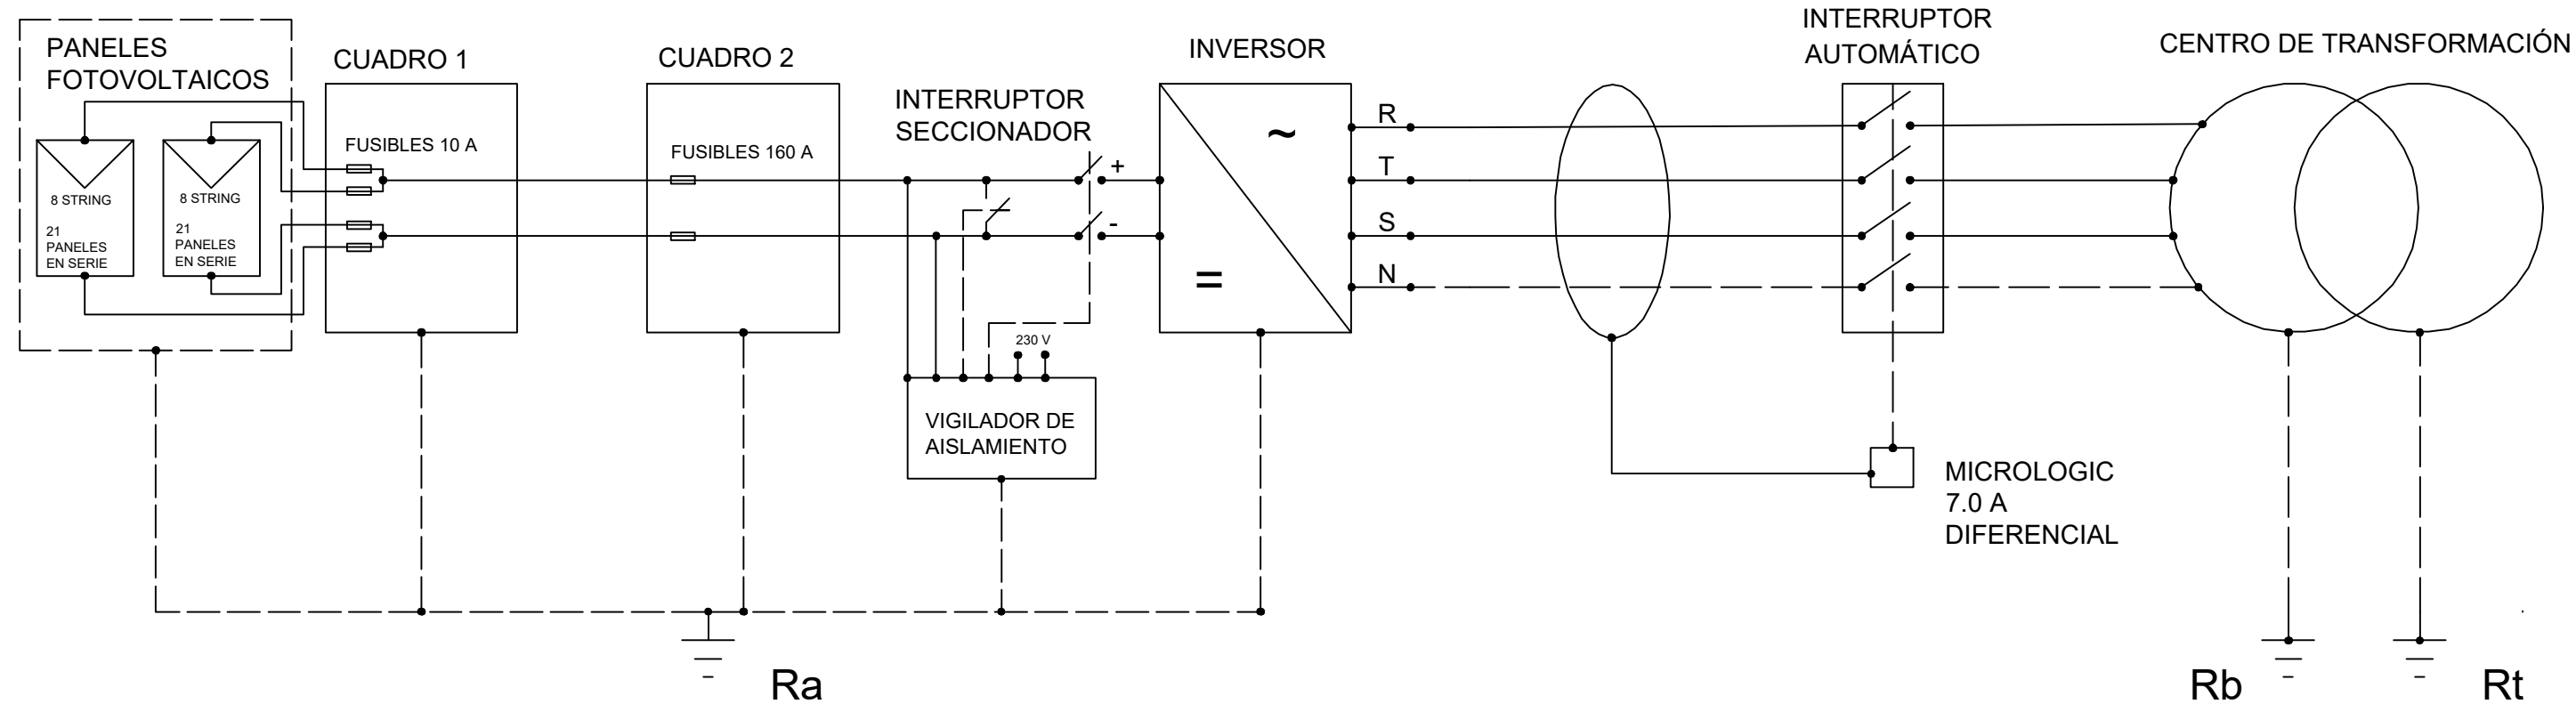 PANELES
FOTOVOLTAICOS
8 STRING
21
PANELES
EN SERIE
8 STRING
21
PANELES
EN SERIE
CUADRO 1
FUSIBLES 10 A
CUADRO 2
FUSIBLES 160 A
INTERRUPTOR
SECCIONADOR
+
-
230 V
VIGILADOR DE
AISLAMIENTO
INVERSOR
~
=
R
T
S
N
INTERRUPTOR
AUTOMÁTICO
MICROLOGIC
7.0 A
DIFERENCIAL
CENTRO DE TRANSFORMACIÓN
Ra
Rb
Rt